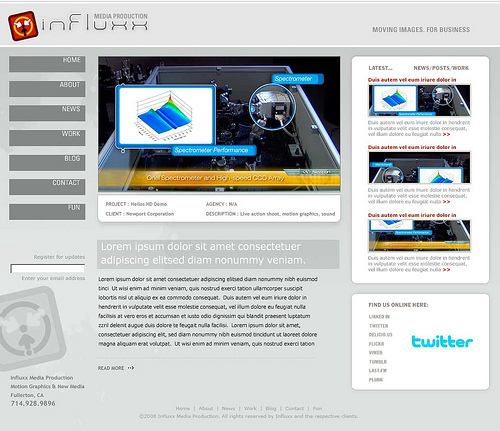 influxx
MEDIA PRODUCTION
MOVING IMAGES. FOR BUSINESS
HOME
ABOUT
NEWS
WORK
BLOG
CONTACT
FUN
Register for updates
Enter your email address
Influxx Media Production
Motion Graphics & New Media
Fullerton, CA
714.928.9896
Spectrometer
Spectrometer Performance
Spectrometer and High-speed CCD Array
PROJECT : Helios HD Demo
AGENCY : N/A
CLIENT : Newport Corporation
DESCRIPTION : Live action shoot, motion graphics, sound
Lorem ipsum dolor sit amet consectetuer
adipiscing elitsed diam nonummy veniam.
Lorem ipsum dolor sit amet consectetuer adipiscing elitsed diam nonummy nibh euismod
tinci Ut wisi enim ad minim veniam, quis nostrud exerci tation ullamcorper suscipit
lobortis nisl ut aliquip ex ea commodo consequat. Duis autem vel eum iriure dolor in
hendrerit in vulputate velit esse molestie consequat, vel illum dolore eu feugiat nulla
facilisis at vero eros et accumsan et iusto odio dignissim qui blandit praesent luptatum
zzril delenit augue duis dolore te feugait nulla facilisi. Lorem ipsum dolor sit amet,
consectetuer adipiscing elit, sed diam nonummy nibh euismod tincidunt ut laoreet dolore
magna aliquam erat volutpat. Ut wisi enim ad minim veniam, quis nostrud exerci tation
READ MORE
LATEST...
NEWS/POSTS/WORK
Duis autem vel eum iriure dolor in
Duis autem vel eum iriure dolor in hendrerit
in vulputate velit esse molestie consequat,
vel illum dolore eu feugiat nulla >>
Duis autem vel eum iriure dolor in
Duis autem vel eum iriure dolor in hendrerit
in vulputate velit esse molestie consequat,
vel illum dolore eu feugiat nulla >>
Duis autem vel eum iriure dolor in
Duis autem vel eum iriure dolor in hendrerit
in vulputate velit esse molestie consequat,
vel illum dolore eu feugiat nulla >>
FIND US ONLINE HERE:
LINKED IN
TWITTER
DELICIO.US
FLICKR
VIMEO
TUMBLR
LAST.FM
PLURK
twitter
Home | About | News | Work | Blog | Contact | Fun
©2008 Influxx Media Production, All rights reserved by Influxx and the respective clients.